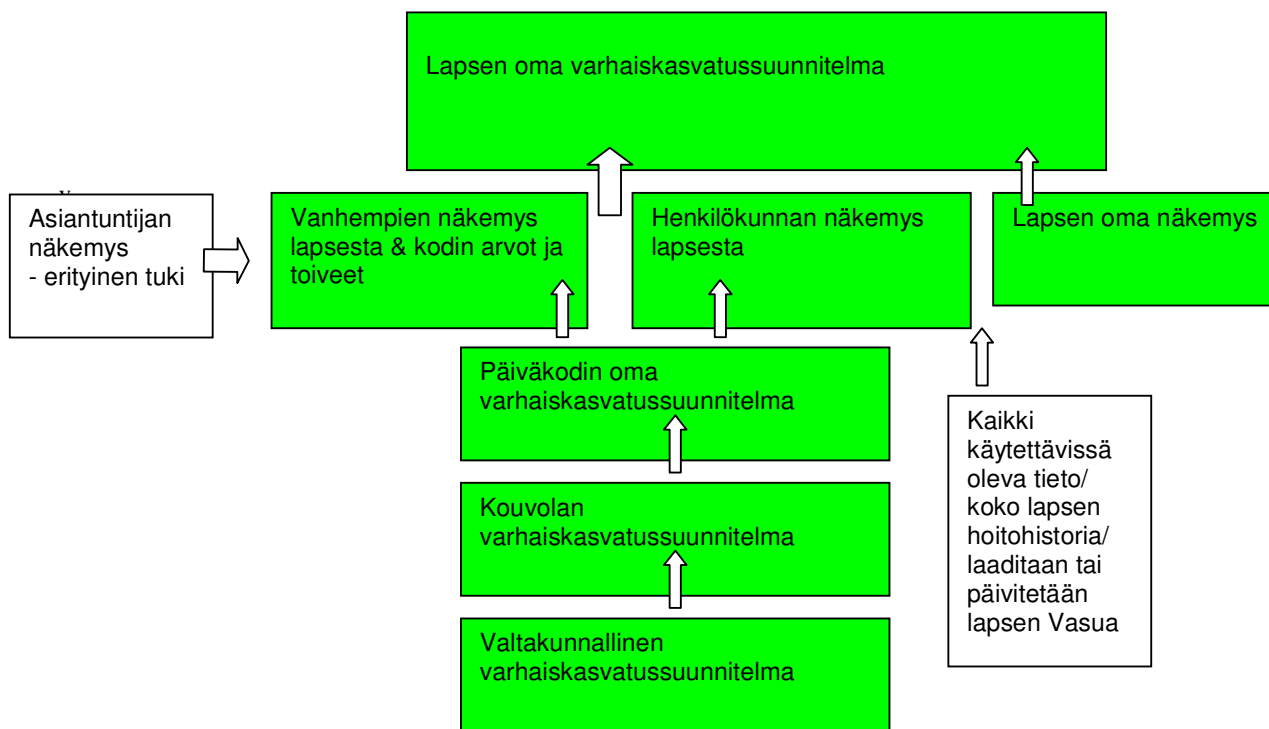 Lapsen oma varhaiskasvatussuunnitelma
Asiantuntijan
näkemys
- erityinen tuki
Vanhempien näkemys
lapsesta & kodin arvot ja
toiveet
Henkilökunnan näkemys
lapsesta
Lapsen oma näkemys
Päiväkodin oma
varhaiskasvatussuunnitelma
Kaikki
käytettävissä
oleva tieto/
koko lapsen
hoitohistoria/
laaditaan tai
päivitetään
lapsen Vasua
Kouvolan
varhaiskasvatussuunnitelma
Valtakunnallinen
varhaiskasvatussuunnitelma